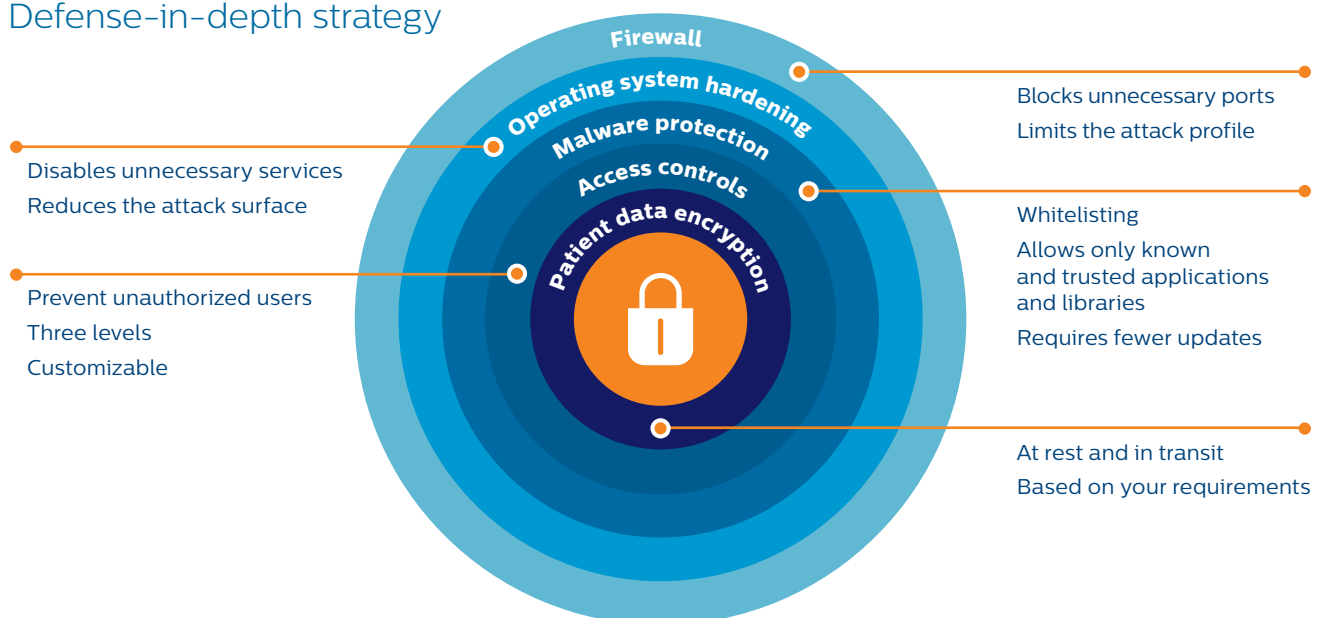 Defense-in-depth strategy
Firewall
Operating system hardening
Malware protection
Access controls
Patient data encryption
Disables unnecessary services
Reduces the attack surface
Prevent unauthorized users
Three levels
Customizable
Blocks unnecessary ports
Limits the attack profile
Whitelisting
Allows only known
and trusted applications
and libraries
Requires fewer updates
At rest and in transit
Based on your requirements